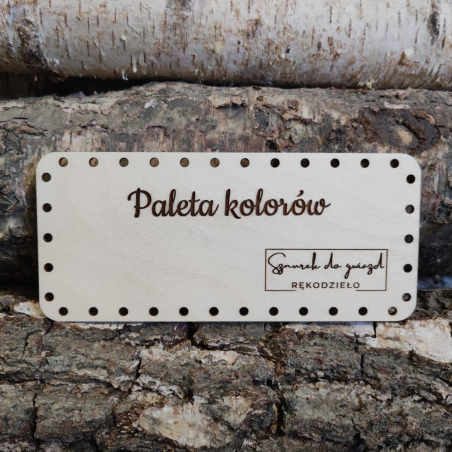 Paleta kolorów
Sznurek do gwiazd
RĘKODZIEŁO